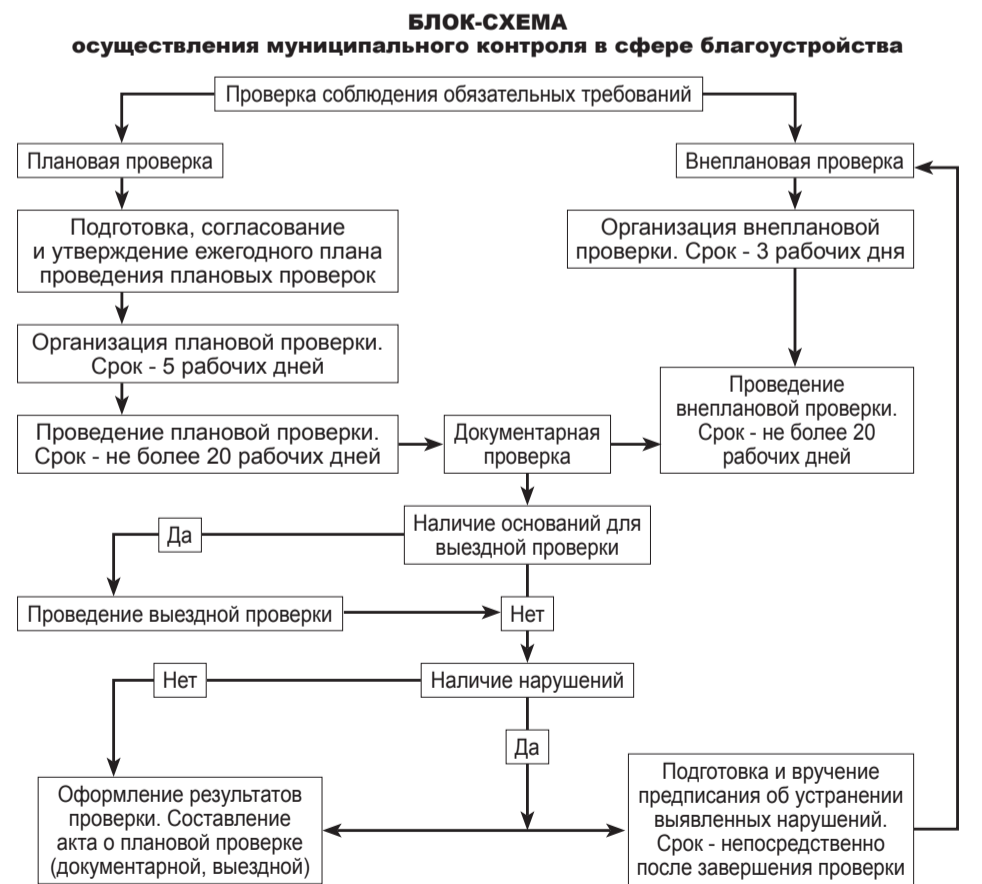 БЛОК-СХЕМА
осуществления муниципального контроля в сфере благоустройства
Проверка соблюдения обязательных требований
Плановая проверка
Внеплановая проверка
Подготовка, согласование
и утверждение ежегодного плана
проведения плановых проверок
Организация внеплановой
проверки. Срок - 3 рабочих дня
Организация плановой проверки.
Срок - 5 рабочих дней
Проведение плановой проверки.
Срок - не более 20 рабочих дней
Документарная
проверка
Проведение
внеплановой проверки.
Срок - не более 20
рабочих дней
Наличие оснований для
выездной проверки
Да
Проведение выездной проверки
Нет
Наличие нарушений
Нет
Да
Оформление результатов
проверки. Составление
акта о плановой проверке
(документарной, выездной)
Подготовка и вручение
предписания об устранении
выявленных нарушений.
Срок - непосредственно
после завершения проверки